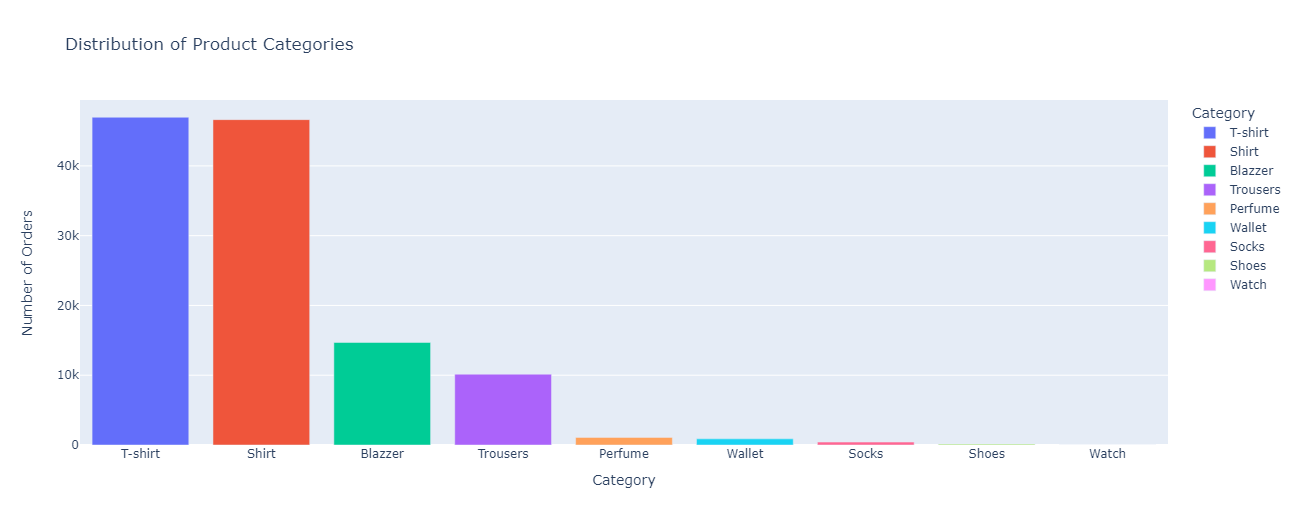 Distribution of Product Categories
Number of Orders
40k
30k
20k
10k
0
T-shirt
Shirt
Blazzer
Trousers
Perfume
Wallet
Socks
Shoes
Watch
Category
Category
T-shirt
Shirt
Blazzer
Trousers
Perfume
Wallet
Socks
Shoes
Watch